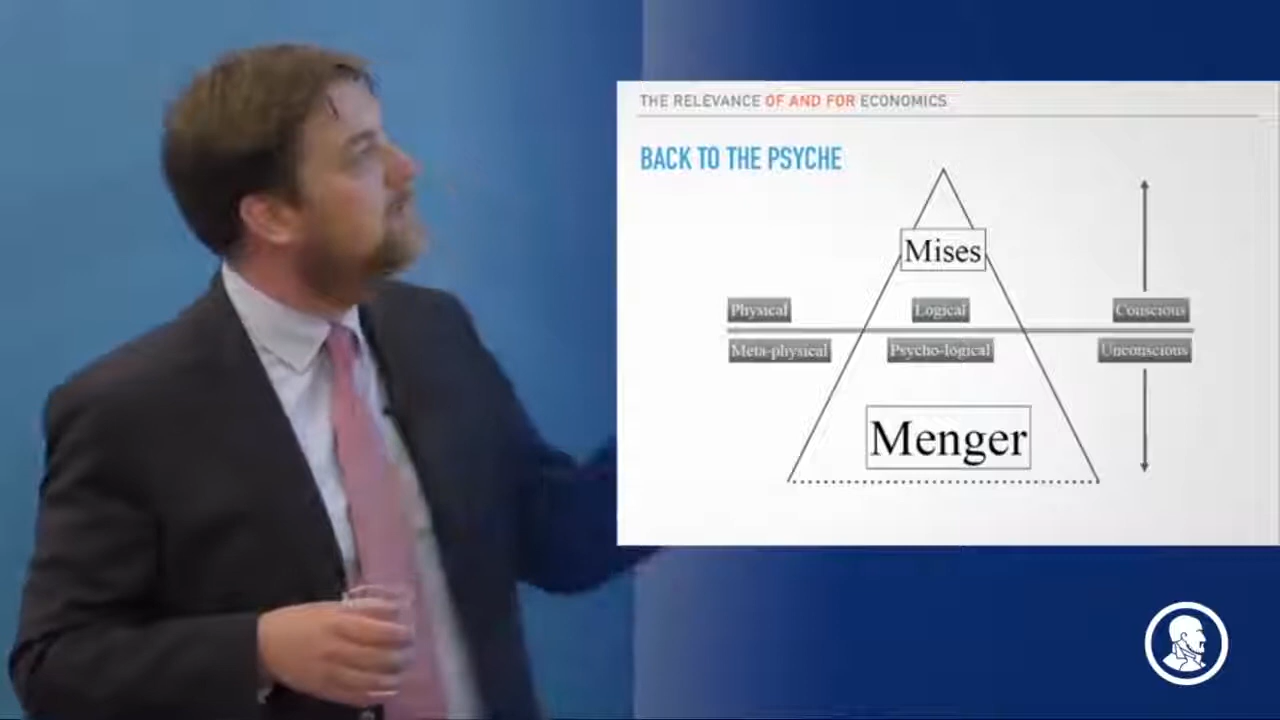 THE RELEVANCE OF AND FOR ECONOMICS
BACK TO THE PSYCHE
Mises
Physical
Logical
Conscious
Meta-physical
Psycho-logical
Unconscious
Menger